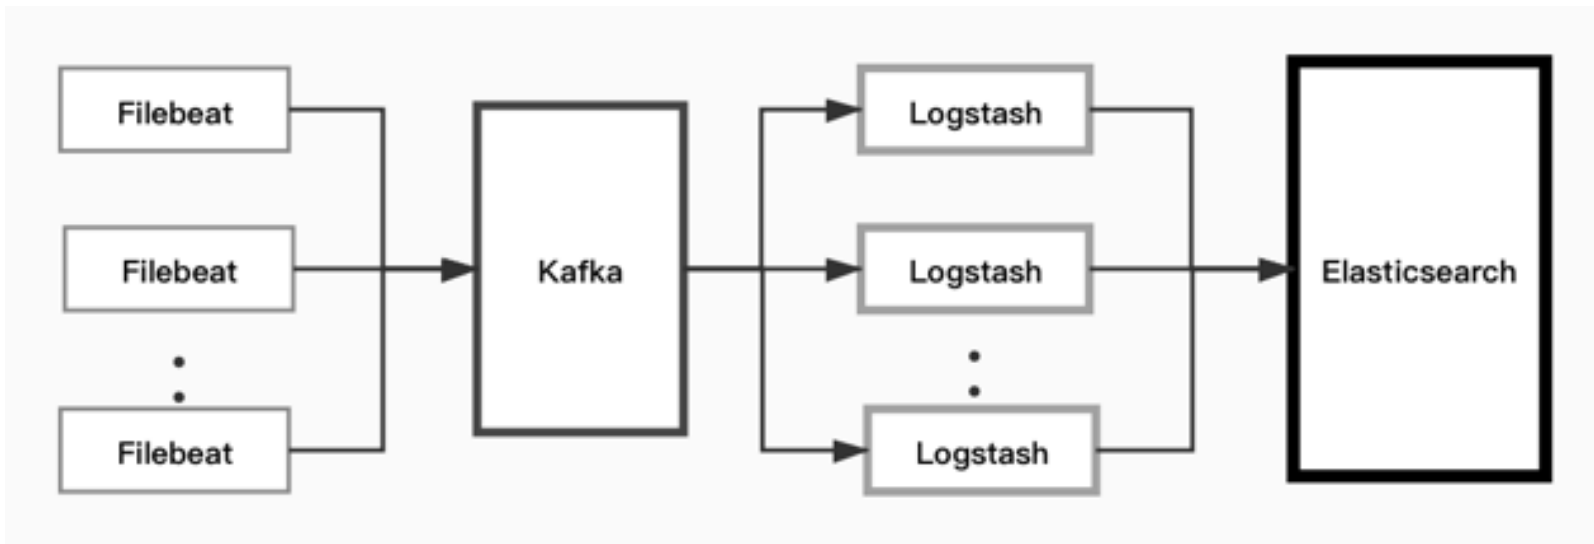 Filebeat
Filebeat
Filebeat
Kafka
Logstash
Logstash
Logstash
Elasticsearch